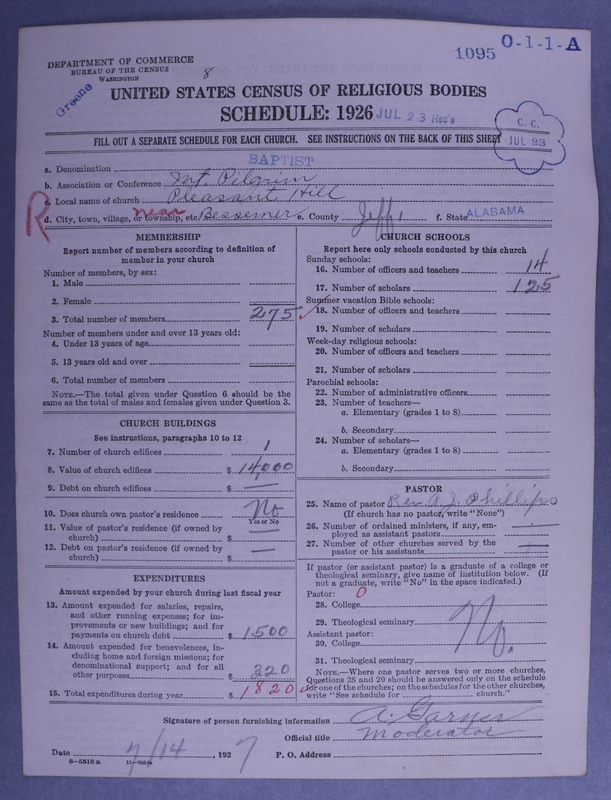 1095 O-1-1-A
DEPARTMENT OF COMMERCE
BUREAU OF THE CENSUS
WASHINGTON
8
Greene
UNITED STATES CENSUS OF RELIGIOUS BODIES
SCHEDULE: 1926
JUL 23 Rec'd
C. C.
JUL 23
FILL OUT A SEPARATE SCHEDULE FOR EACH CHURCH. SEE INSTRUCTIONS ON THE BACK OF THIS SHEET
a. Denomination BAPTIST
b. Association or Conference Mt. Pilgrim
c. Local name of church Pleasant Hill
R
d. City, town, village, or township, etc. near Bessemer e. County Jeff. f. State ALABAMA
MEMBERSHIP
Report number of members according to definition of
member in your church
Number of members, by sex:
1. Male
2. Female
3. Total number of members 275
Number of members under and over 13 years old:
4. Under 13 years of age
5. 13 years old and over
6. Total number of members
NOTE.—The total given under Question 6 should be the
same as the total of males and females given under Question 3.
CHURCH BUILDINGS
See instructions, paragraphs 10 to 12
7. Number of church edifices 1
8. Value of church edifices $ 14,000
9. Debt on church edifices $ —
10. Does church own pastor's residence No
Yes or No
11. Value of pastor's residence (if owned by
church) $ —
12. Debt on pastor's residence (if owned by
church) $ —
EXPENDITURES
Amount expended by your church during last fiscal year
13. Amount expended for salaries, repairs,
and other running expenses; for im-
provements or new buildings; and for
payments on church debt $ 1500
14. Amount expended for benevolences, in-
cluding home and foreign missions; for
denominational support; and for all
other purposes $ 320
15. Total expenditures during year $ 1820
CHURCH SCHOOLS
Report here only schools conducted by this church
Sunday schools:
16. Number of officers and teachers 14
17. Number of scholars 125
Summer vacation Bible schools:
18. Number of officers and teachers
19. Number of scholars
Week-day religious schools:
20. Number of officers and teachers
21. Number of scholars
Parochial schools:
22. Number of administrative officers
23. Number of teachers—
a. Elementary (grades 1 to 8)
b. Secondary
24. Number of scholars—
a. Elementary (grades 1 to 8)
b. Secondary
PASTOR
25. Name of pastor Rev. A. J. Phillips
(If church has no pastor, write "None")
26. Number of ordained ministers, if any, em-
ployed as assistant pastors —
27. Number of other churches served by the
pastor or his assistants —
If pastor (or assistant pastor) is a graduate of a college or
theological seminary, give name of institution below. (If
not a graduate, write "No" in the space indicated.)
Pastor: 0
28. College
29. Theological seminary No.
Assistant pastor:
30. College
31. Theological seminary
NOTE.—Where one pastor serves two or more churches,
Questions 28 and 29 should be answered only on the schedule
for one of the churches; on the schedules for the other churches,
write "See schedule for church."
Signature of person furnishing information A. Garner
Official title Moderator
Date 7/14, 1927 P. O. Address
8—5518a